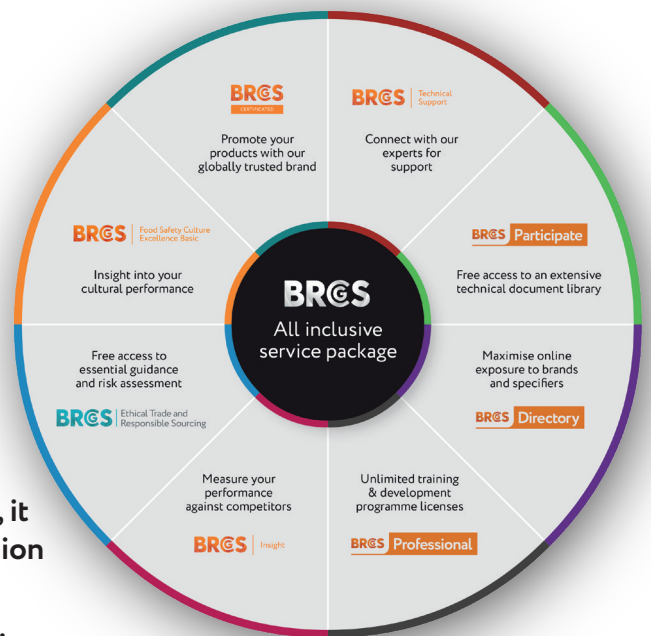 BRCGS
CERTIFICATED
Promote your
products with our
globally trusted brand
BRCGS Technical
Support
Connect with our
experts for
support
BRCGS Participate
Free access to an extensive
technical document library
Maximise online
exposure to brands
and specifiers
BRCGS Directory
Unlimited training
& development
programme licenses
BRCGS Professional
Measure your
performance
against competitors
BRCGS Insight
Free access to
essential guidance
and risk assessment
BRCGS Ethical Trade and
Responsible Sourcing
BRCGS Food Safety Culture
Excellence Basic
Insight into your
cultural performance
BRCGS
All inclusive
service package
, it
ion